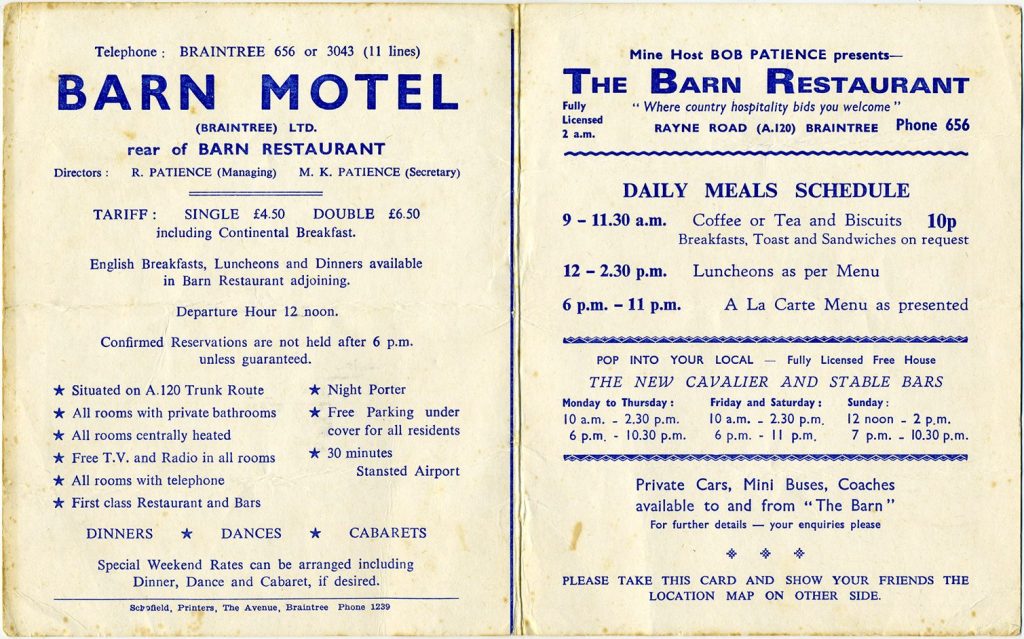 Telephone : BRAINTREE 656 or 3043 (11 lines)
BARN MOTEL
(BRAINTREE) LTD.
rear of BARN RESTAURANT
Directors : R. PATIENCE (Managing) M. K. PATIENCE (Secretary)
TARIFF : SINGLE £4.50 DOUBLE £6.50
including Continental Breakfast.
English Breakfasts, Luncheons and Dinners available
in Barn Restaurant adjoining.
Departure Hour 12 noon.
Confirmed Reservations are not held after 6 p.m.
unless guaranteed.
★ Situated on A.120 Trunk Route
★ All rooms with private bathrooms
★ All rooms centrally heated
★ Free T.V. and Radio in all rooms
★ All rooms with telephone
★ First class Restaurant and Bars
★ Night Porter
★ Free Parking under
cover for all residents
★ 30 minutes
Stansted Airport
DINNERS ★ DANCES ★ CABARETS
Special Weekend Rates can be arranged including
Dinner, Dance and Cabaret, if desired.
Schofield, Printers, The Avenue, Braintree Phone 1239
Mine Host BOB PATIENCE presents—
THE BARN RESTAURANT
Fully
Licensed
2 a.m.
" Where country hospitality bids you welcome "
RAYNE ROAD (A.120) BRAINTREE Phone 656
DAILY MEALS SCHEDULE
9 – 11.30 a.m. Coffee or Tea and Biscuits 10p
Breakfasts, Toast and Sandwiches on request
12 – 2.30 p.m. Luncheons as per Menu
6 p.m. – 11 p.m. A La Carte Menu as presented
POP INTO YOUR LOCAL — Fully Licensed Free House
THE NEW CAVALIER AND STABLE BARS
Monday to Thursday : Friday and Saturday : Sunday :
10 a.m. - 2.30 p.m. 10 a.m. - 2.30 p.m. 12 noon - 2 p.m.
6 p.m. - 10.30 p.m. 6 p.m. - 11 p.m. 7 p.m. - 10.30 p.m.
Private Cars, Mini Buses, Coaches
available to and from "The Barn"
For further details — your enquiries please
PLEASE TAKE THIS CARD AND SHOW YOUR FRIENDS THE
LOCATION MAP ON OTHER SIDE.